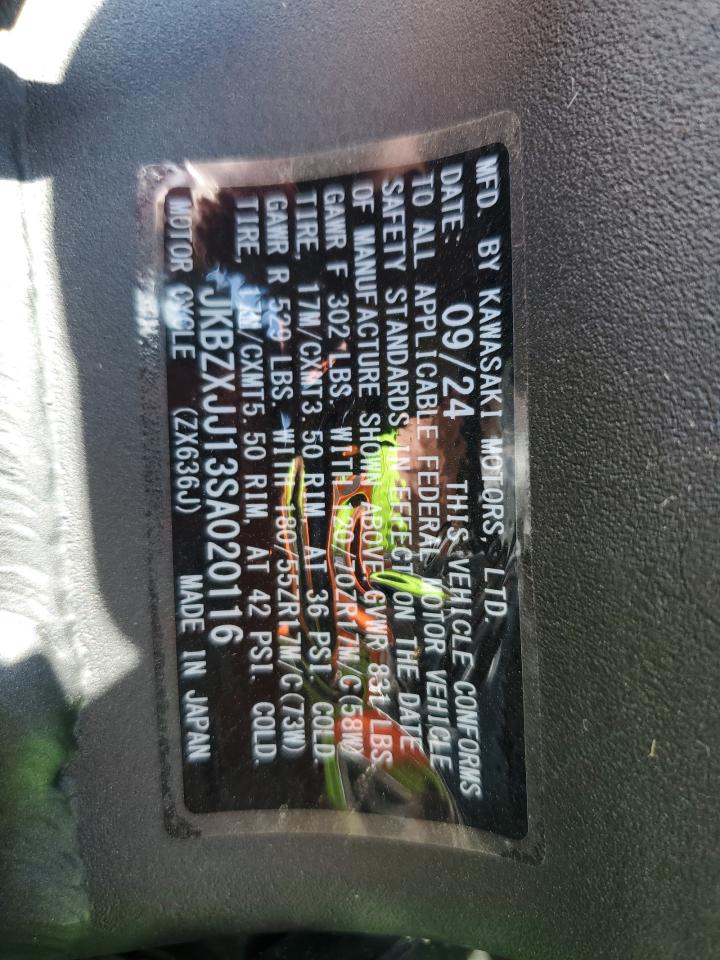 MFD. BY KAWASAKI MOTORS, LTD.
DATE: 09/24 THIS VEHICLE CONFORMS
TO ALL APPLICABLE FEDERAL MOTOR VEHICLE
SAFETY STANDARDS IN EFFECT ON THE DATE
OF MANUFACTURE SHOWN ABOVE GVWR 831 LBS
GAWR F 302 LBS WITH 120/70ZR17M/C(58W)
TIRE, 17M/CXMT3.50 RIM, AT 36 PSI. COLD.
GAWR R 529 LBS WITH 180/55ZR17M/C(73W)
TIRE, 17M/CXMT5.50 RIM, AT 42 PSI. COLD.
JKBZXJJ13SA020116
MOTOR CYCLE (ZX636J) MADE IN JAPAN